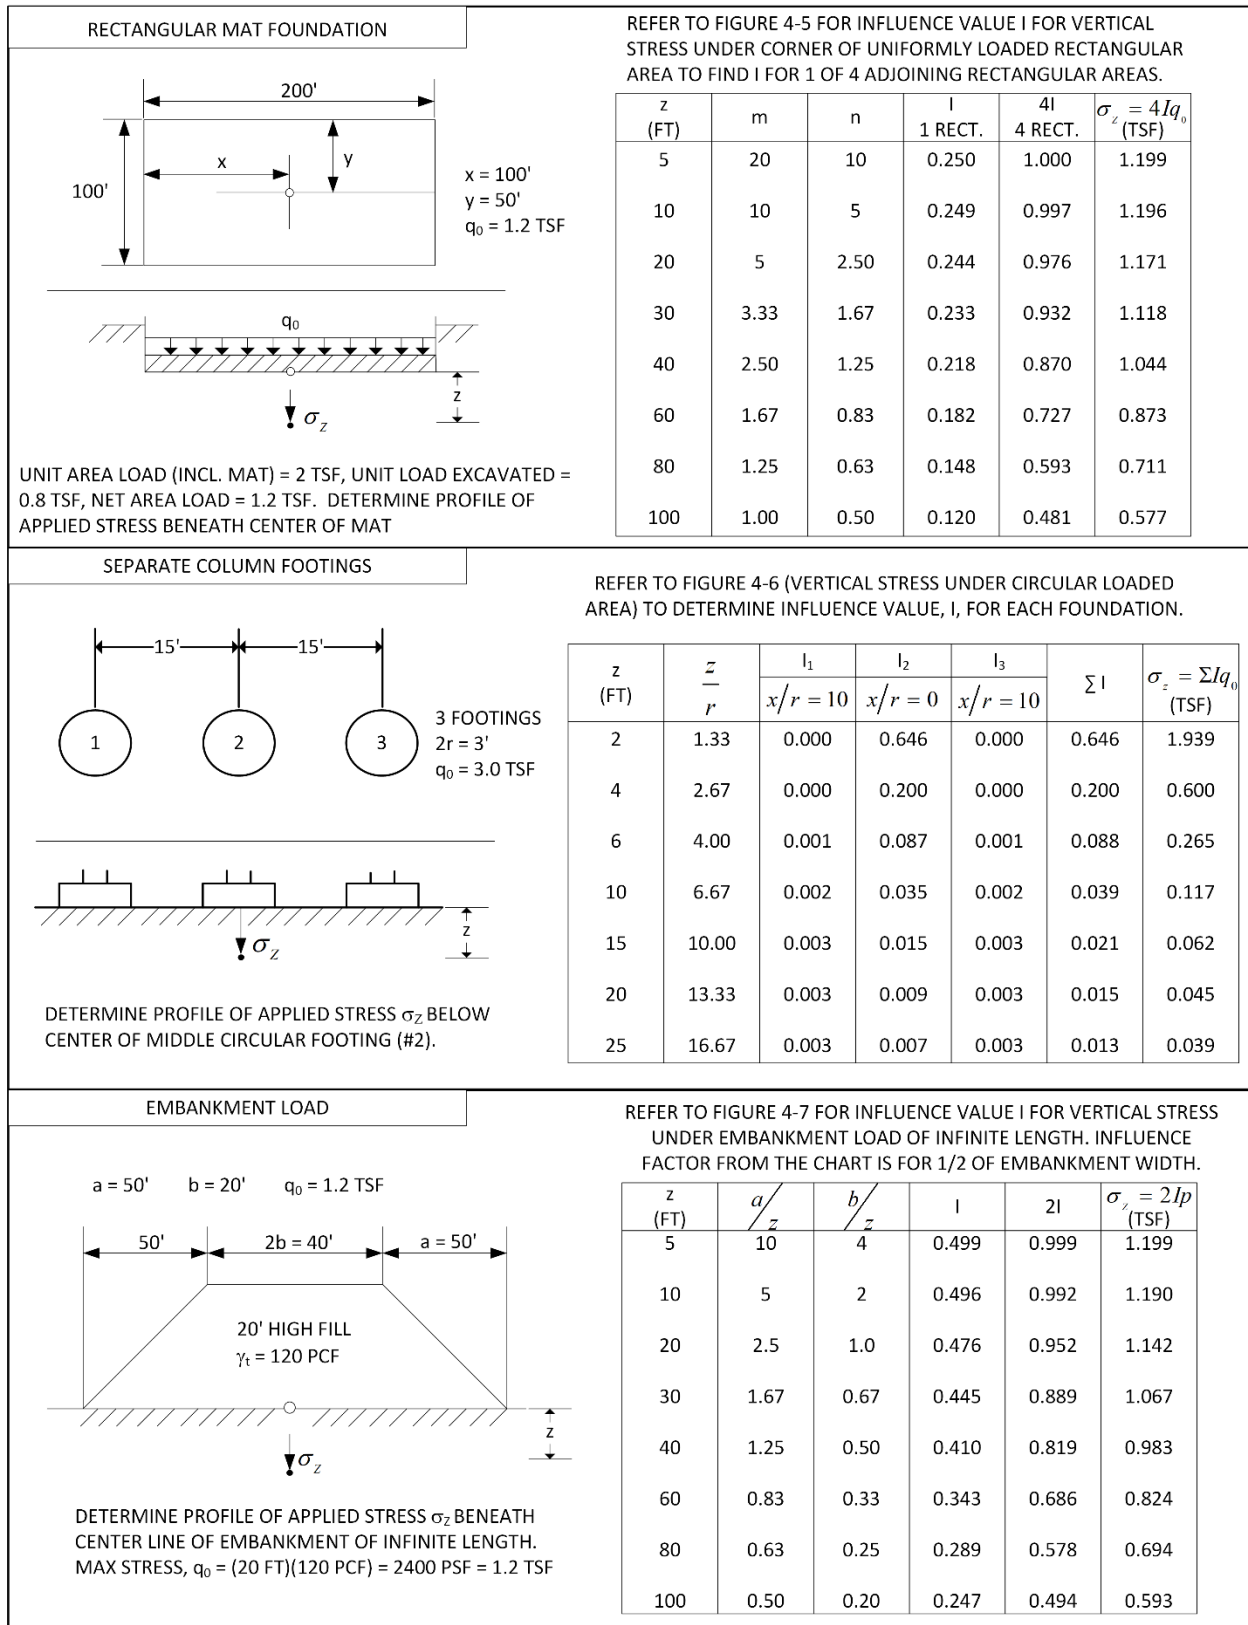 RECTANGULAR MAT FOUNDATION
200'
100'
x
y
x = 100'
y = 50'
q₀ = 1.2 TSF
q₀
z
σ_z
UNIT AREA LOAD (INCL. MAT) = 2 TSF, UNIT LOAD EXCAVATED =
0.8 TSF, NET AREA LOAD = 1.2 TSF. DETERMINE PROFILE OF
APPLIED STRESS BENEATH CENTER OF MAT
REFER TO FIGURE 4-5 FOR INFLUENCE VALUE I FOR VERTICAL
STRESS UNDER CORNER OF UNIFORMLY LOADED RECTANGULAR
AREA TO FIND I FOR 1 OF 4 ADJOINING RECTANGULAR AREAS.
z (FT) m n I 1 RECT. 4I 4 RECT. σ_z = 4Iq₀ (TSF)
5 20 10 0.250 1.000 1.199
10 10 5 0.249 0.997 1.196
20 5 2.50 0.244 0.976 1.171
30 3.33 1.67 0.233 0.932 1.118
40 2.50 1.25 0.218 0.870 1.044
60 1.67 0.83 0.182 0.727 0.873
80 1.25 0.63 0.148 0.593 0.711
100 1.00 0.50 0.120 0.481 0.577
SEPARATE COLUMN FOOTINGS
15' 15'
1 2 3
3 FOOTINGS
2r = 3'
q₀ = 3.0 TSF
z
σ_Z
DETERMINE PROFILE OF APPLIED STRESS σ_Z BELOW
CENTER OF MIDDLE CIRCULAR FOOTING (#2).
REFER TO FIGURE 4-6 (VERTICAL STRESS UNDER CIRCULAR LOADED
AREA) TO DETERMINE INFLUENCE VALUE, I, FOR EACH FOUNDATION.
z (FT) z/r I₁ I₂ I₃ ∑ I σ_z = ΣIq₀ (TSF)
x/r = 10 x/r = 0 x/r = 10
2 1.33 0.000 0.646 0.000 0.646 1.939
4 2.67 0.000 0.200 0.000 0.200 0.600
6 4.00 0.001 0.087 0.001 0.088 0.265
10 6.67 0.002 0.035 0.002 0.039 0.117
15 10.00 0.003 0.015 0.003 0.021 0.062
20 13.33 0.003 0.009 0.003 0.015 0.045
25 16.67 0.003 0.007 0.003 0.013 0.039
EMBANKMENT LOAD
a = 50' b = 20' q₀ = 1.2 TSF
50' 2b = 40' a = 50'
20' HIGH FILL
γ_t = 120 PCF
z
σ_z
DETERMINE PROFILE OF APPLIED STRESS σ_Z BENEATH
CENTER LINE OF EMBANKMENT OF INFINITE LENGTH.
MAX STRESS, q₀ = (20 FT)(120 PCF) = 2400 PSF = 1.2 TSF
REFER TO FIGURE 4-7 FOR INFLUENCE VALUE I FOR VERTICAL STRESS
UNDER EMBANKMENT LOAD OF INFINITE LENGTH. INFLUENCE
FACTOR FROM THE CHART IS FOR 1/2 OF EMBANKMENT WIDTH.
z (FT) a/z b/z I 2I σ_z = 2Ip (TSF)
5 10 4 0.499 0.999 1.199
10 5 2 0.496 0.992 1.190
20 2.5 1.0 0.476 0.952 1.142
30 1.67 0.67 0.445 0.889 1.067
40 1.25 0.50 0.410 0.819 0.983
60 0.83 0.33 0.343 0.686 0.824
80 0.63 0.25 0.289 0.578 0.694
100 0.50 0.20 0.247 0.494 0.593